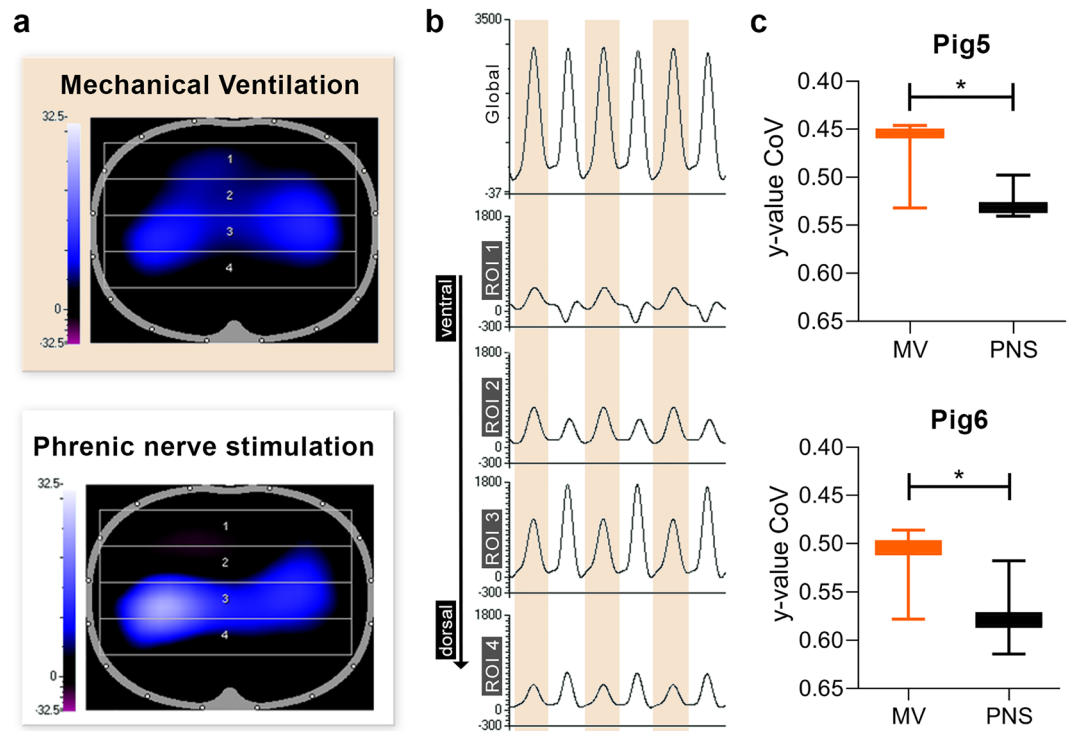 a
Mechanical Ventilation
32.5-
0-
-32.5-
1
2
3
4
Phrenic nerve stimulation
32.5-
0-
-32.5-
1
2
3
4
b
3500
Global
-37
1800
ROI 1
0
-300
ventral
1800
ROI 2
0
-300
1800
ROI 3
0
-300
dorsal
1800
ROI 4
0
-300
c
Pig5
0.40
0.45
0.50
0.55
0.60
0.65
y-value CoV
*
MV PNS
Pig6
0.40
0.45
0.50
0.55
0.60
0.65
y-value CoV
*
MV PNS